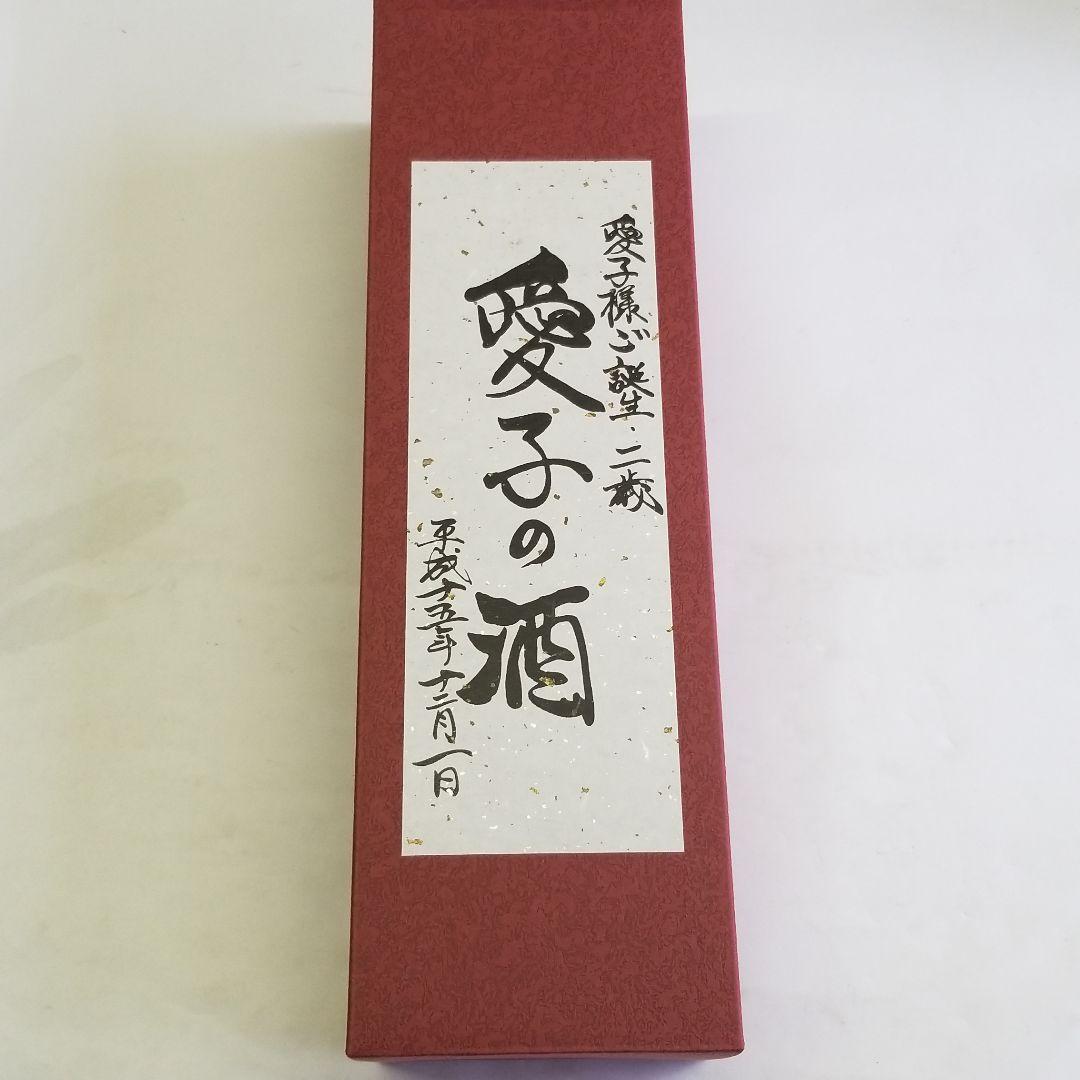 愛子様ご誕生・二歳
愛子の酒
平成十五年十二月一日